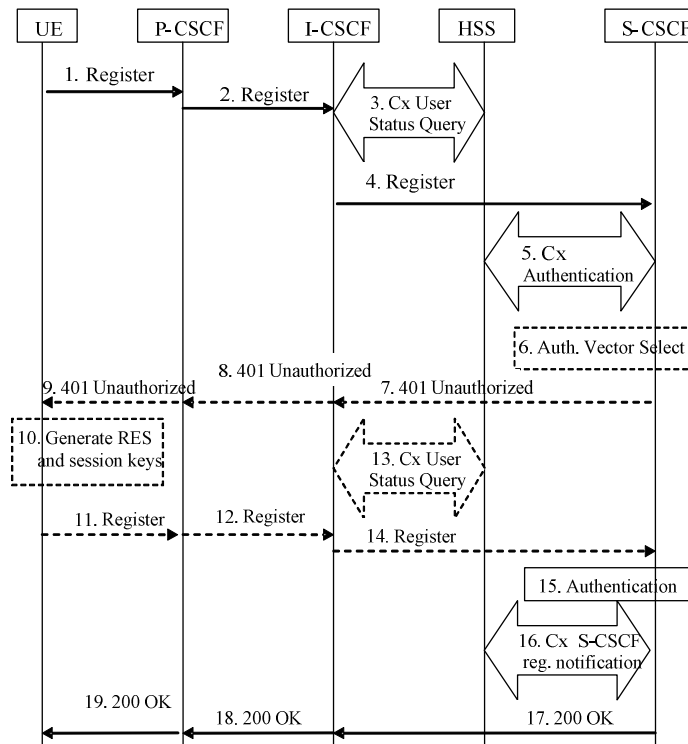 UE
P-CSCF
I-CSCF
HSS
S-CSCF
1. Register
2. Register
3. Cx User
Status Query
4. Register
5. Cx
Authentication
6. Auth. Vector Select
7. 401 Unauthorized
8. 401 Unauthorized
9. 401 Unauthorized
10. Generate RES
and session keys
11. Register
12. Register
13. Cx User
Status Query
14. Register
15. Authentication
16. Cx S-CSCF
reg. notification
17. 200 OK
18. 200 OK
19. 200 OK